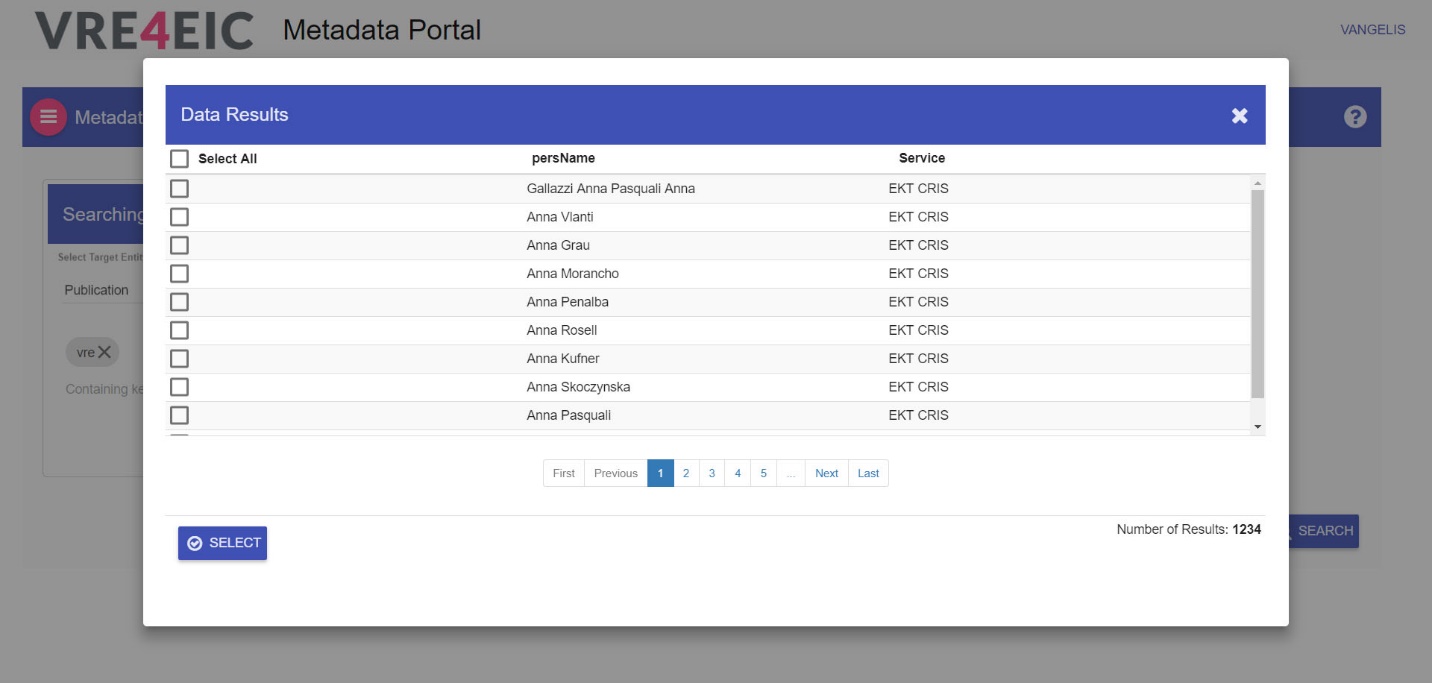 VRE4EIC Metadata Portal VANGELIS
Metadat
Data Results
Select All persName Service
Gallazzi Anna Pasquali Anna EKT CRIS
Anna Vlanti EKT CRIS
Anna Grau EKT CRIS
Anna Morancho EKT CRIS
Anna Penalba EKT CRIS
Anna Rosell EKT CRIS
Anna Kufner EKT CRIS
Anna Skoczynska EKT CRIS
Anna Pasquali EKT CRIS
Searching
Select Target Entit
Publication
vre
Containing ke
First Previous 1 2 3 4 5 ... Next Last
Number of Results: 1234
SELECT
SEARCH